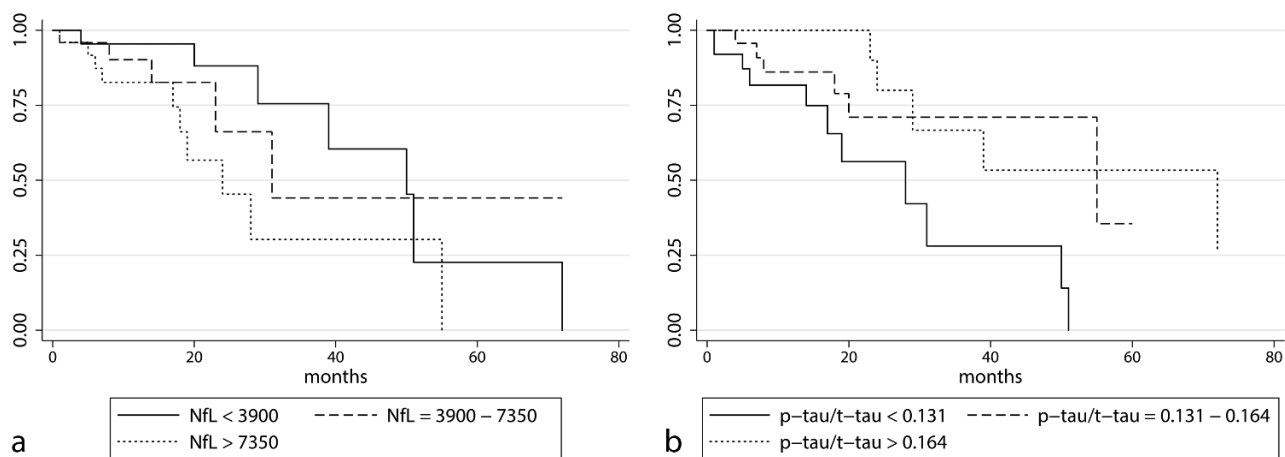 1.00
0.75
0.50
0.25
0.00
0 20 40 60 80
months
NfL < 3900 NfL = 3900 – 7350
NfL > 7350
a
1.00
0.75
0.50
0.25
0.00
0 20 40 60 80
months
p–tau/t–tau < 0.131 p–tau/t–tau = 0.131 – 0.164
p–tau/t–tau > 0.164
b